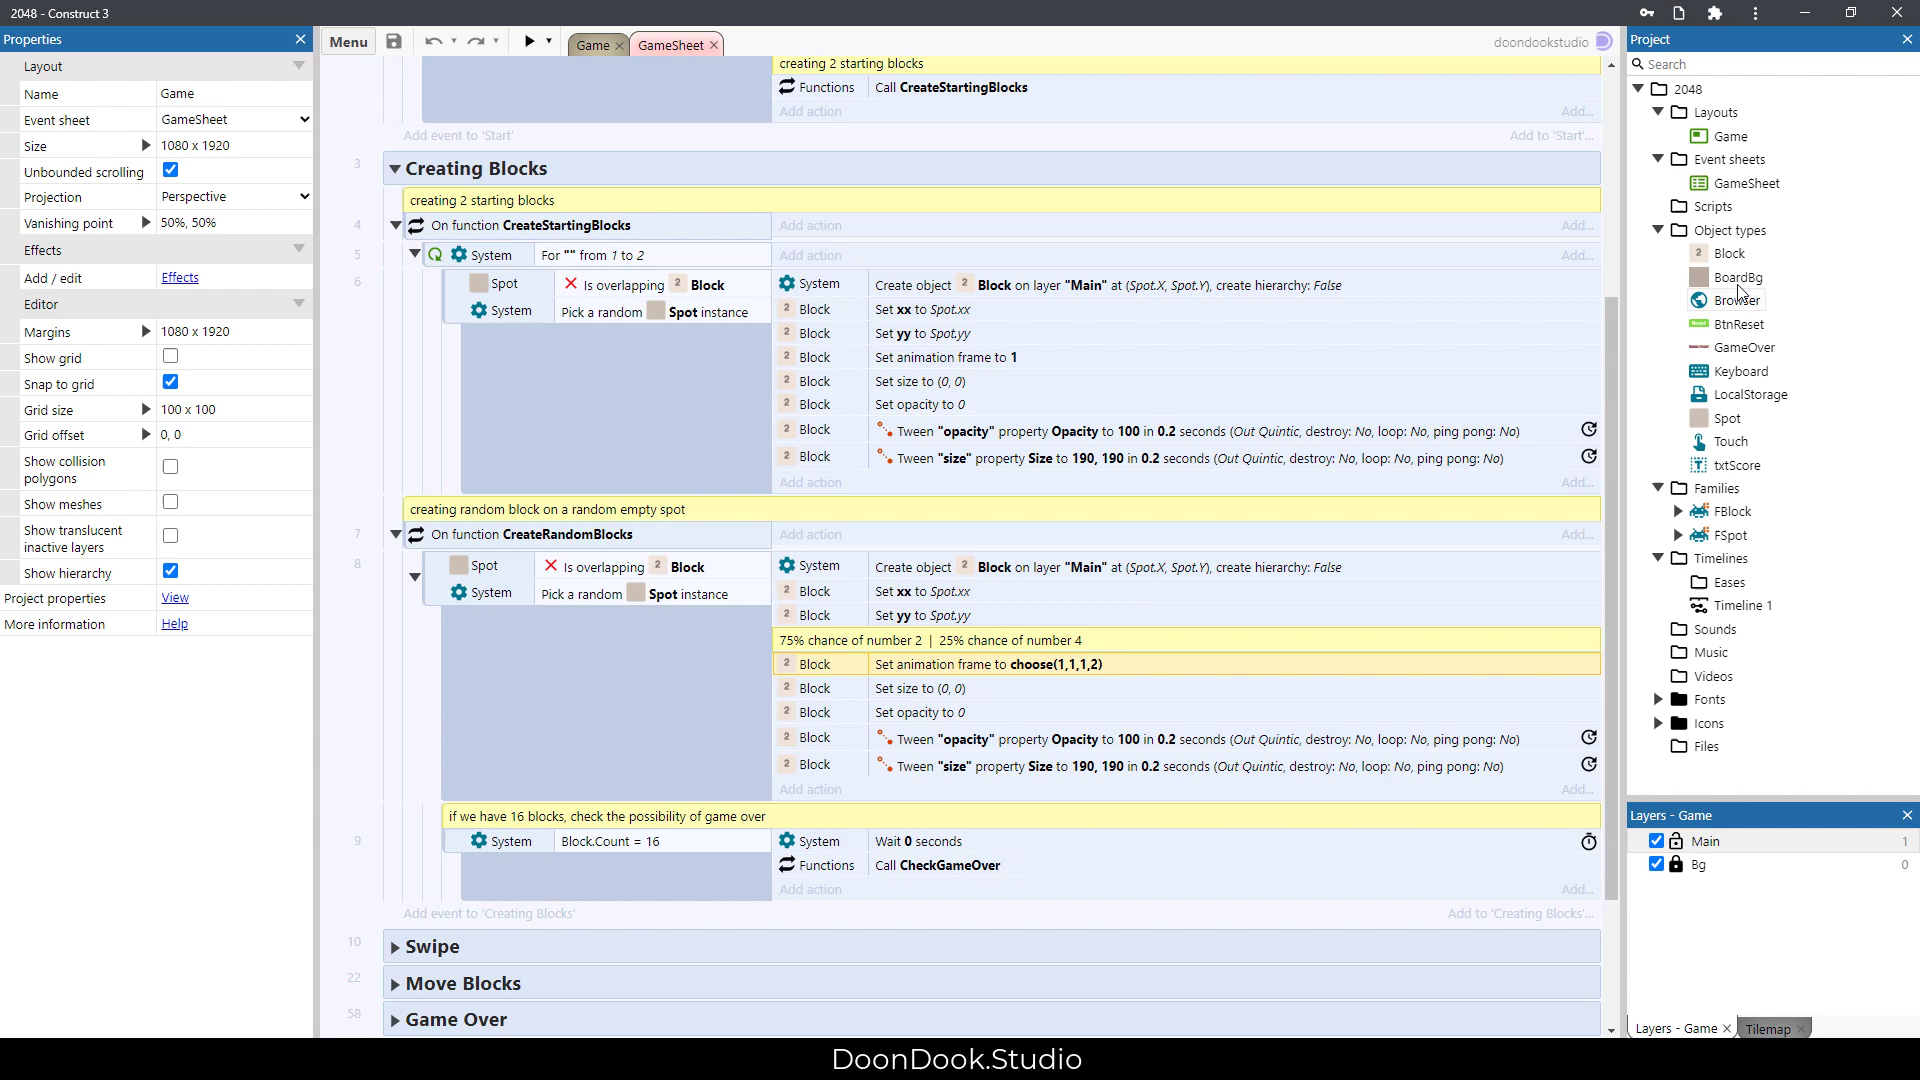 2048 - Construct 3
Properties
Layout
Name Game
Event sheet GameSheet
Size 1080 x 1920
Unbounded scrolling
Projection Perspective
Vanishing point 50%, 50%
Effects
Add / edit Effects
Editor
Margins 1080 x 1920
Show grid
Snap to grid
Grid size 100 x 100
Grid offset 0, 0
Show collision
polygons
Show meshes
Show translucent
inactive layers
Show hierarchy
Project properties View
More information Help
Menu
Game
GameSheet
doondookstudio
creating 2 starting blocks
Functions Call CreateStartingBlocks
Add action Add...
Add event to 'Start' Add to 'Start'...
3 Creating Blocks
creating 2 starting blocks
4 On function CreateStartingBlocks Add action Add...
5 System For "" from 1 to 2 Add action Add...
6 Spot Is overlapping 2 Block System Create object 2 Block on layer "Main" at (Spot.X, Spot.Y), create hierarchy: False
System Pick a random Spot instance 2 Block Set xx to Spot.xx
2 Block Set yy to Spot.yy
2 Block Set animation frame to 1
2 Block Set size to (0, 0)
2 Block Set opacity to 0
2 Block Tween "opacity" property Opacity to 100 in 0.2 seconds (Out Quintic, destroy: No, loop: No, ping pong: No)
2 Block Tween "size" property Size to 190, 190 in 0.2 seconds (Out Quintic, destroy: No, loop: No, ping pong: No)
Add action Add...
creating random block on a random empty spot
7 On function CreateRandomBlocks Add action Add...
8 Spot Is overlapping 2 Block System Create object 2 Block on layer "Main" at (Spot.X, Spot.Y), create hierarchy: False
System Pick a random Spot instance 2 Block Set xx to Spot.xx
2 Block Set yy to Spot.yy
75% chance of number 2 | 25% chance of number 4
2 Block Set animation frame to choose(1,1,1,2)
2 Block Set size to (0, 0)
2 Block Set opacity to 0
2 Block Tween "opacity" property Opacity to 100 in 0.2 seconds (Out Quintic, destroy: No, loop: No, ping pong: No)
2 Block Tween "size" property Size to 190, 190 in 0.2 seconds (Out Quintic, destroy: No, loop: No, ping pong: No)
Add action Add...
if we have 16 blocks, check the possibility of game over
9 System Block.Count = 16 System Wait 0 seconds
Functions Call CheckGameOver
Add action Add...
Add event to 'Creating Blocks' Add to 'Creating Blocks'...
10 Swipe
22 Move Blocks
58 Game Over
Project
Search
2048
Layouts
Game
Event sheets
GameSheet
Scripts
Object types
2 Block
BoardBg
Browser
BtnReset
GameOver
Keyboard
LocalStorage
Spot
Touch
txtScore
Families
FBlock
FSpot
Timelines
Eases
Timeline 1
Sounds
Music
Videos
Fonts
Icons
Files
Layers - Game
Main 1
Bg 0
Layers - Game
Tilemap
DoonDook.Studio